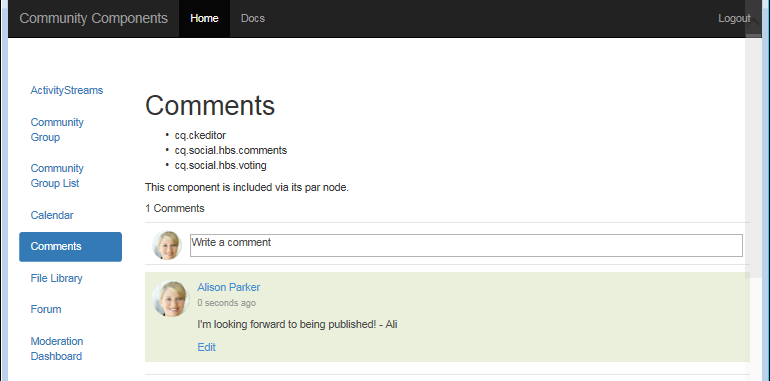 Community Components Home Docs Logout
ActivityStreams
Community
Group
Community
Group List
Calendar
Comments
File Library
Forum
Moderation
Dashboard
Comments
• cq.ckeditor
• cq.social.hbs.comments
• cq.social.hbs.voting
This component is included via its par node.
1 Comments
Write a comment
Alison Parker
0 seconds ago
I'm looking forward to being published! - Ali
Edit